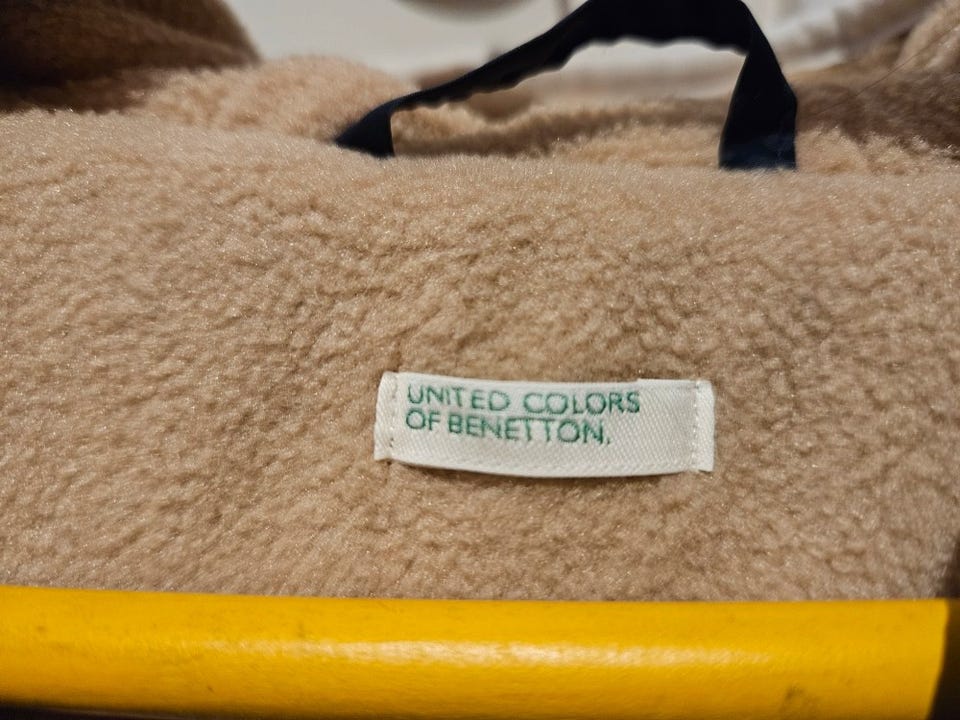 UNITED COLORS
OF BENETTON.